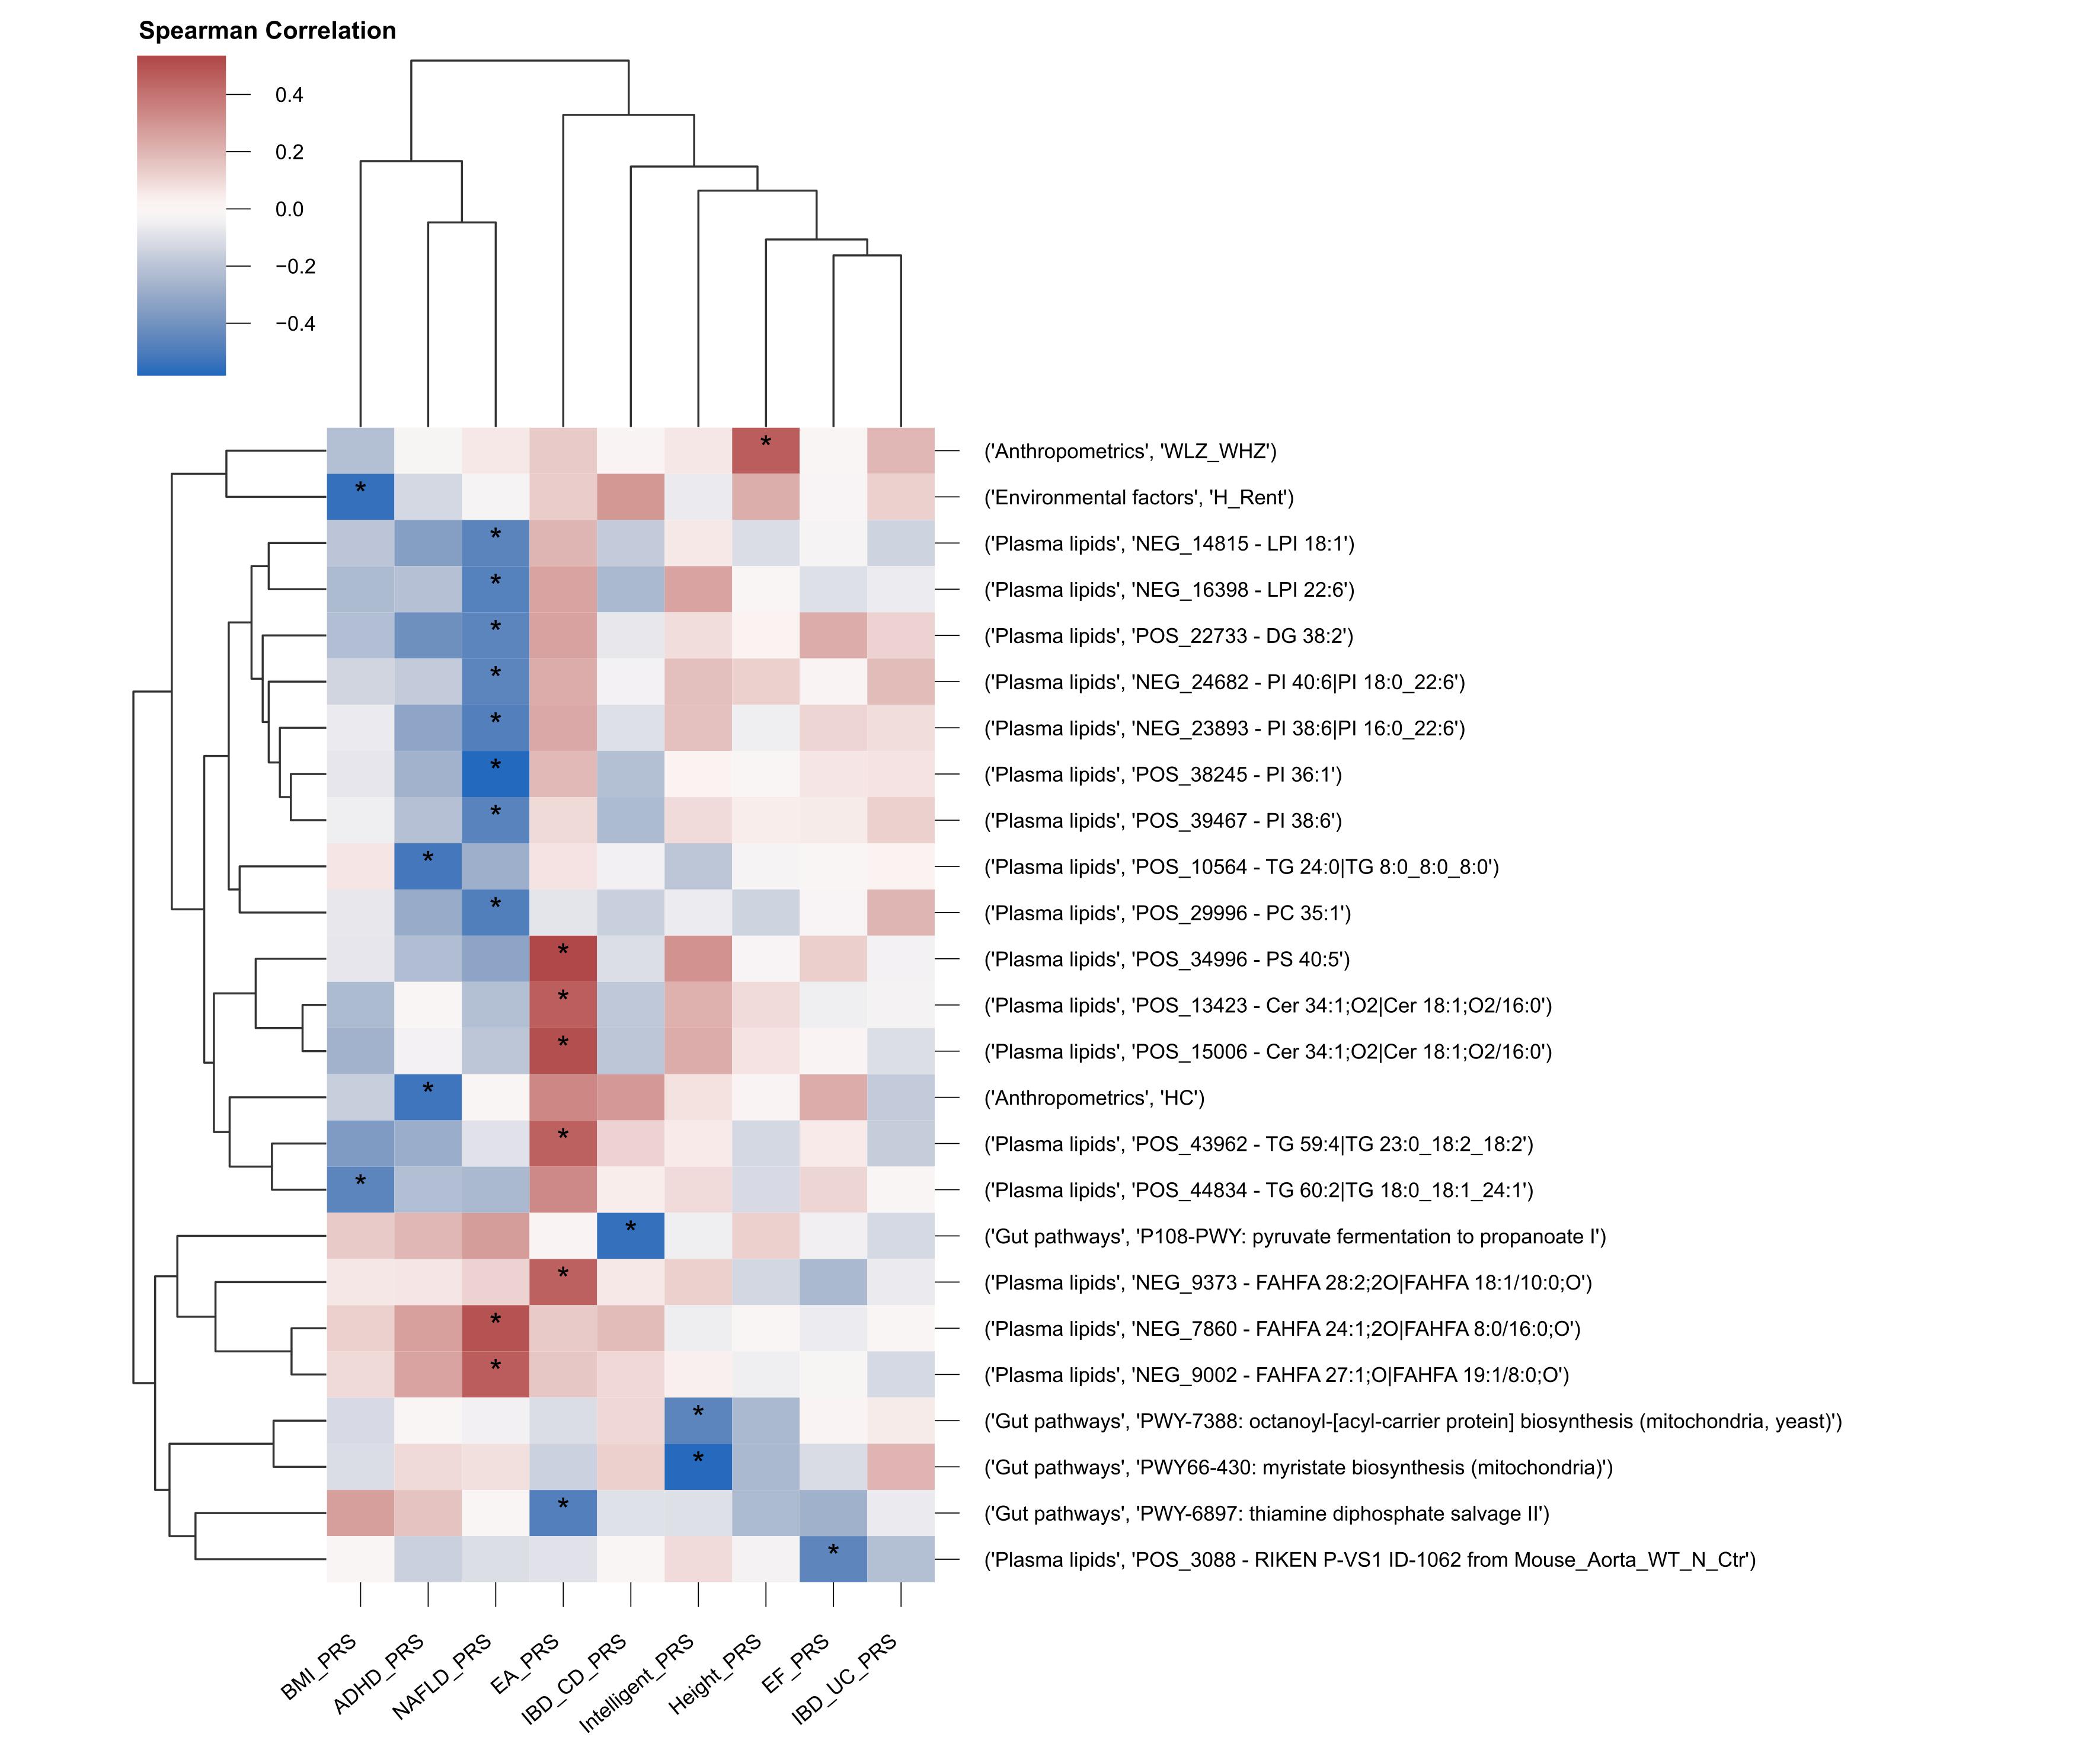 Spearman Correlation
0.4
0.2
0.0
−0.2
−0.4
* ('Anthropometrics', 'WLZ_WHZ')
* ('Environmental factors', 'H_Rent')
* ('Plasma lipids', 'NEG_14815 - LPI 18:1')
* ('Plasma lipids', 'NEG_16398 - LPI 22:6')
* ('Plasma lipids', 'POS_22733 - DG 38:2')
* ('Plasma lipids', 'NEG_24682 - PI 40:6|PI 18:0_22:6')
* ('Plasma lipids', 'NEG_23893 - PI 38:6|PI 16:0_22:6')
* ('Plasma lipids', 'POS_38245 - PI 36:1')
* ('Plasma lipids', 'POS_39467 - PI 38:6')
* ('Plasma lipids', 'POS_10564 - TG 24:0|TG 8:0_8:0_8:0')
* ('Plasma lipids', 'POS_29996 - PC 35:1')
* ('Plasma lipids', 'POS_34996 - PS 40:5')
* ('Plasma lipids', 'POS_13423 - Cer 34:1;O2|Cer 18:1;O2/16:0')
* ('Plasma lipids', 'POS_15006 - Cer 34:1;O2|Cer 18:1;O2/16:0')
* ('Anthropometrics', 'HC')
* ('Plasma lipids', 'POS_43962 - TG 59:4|TG 23:0_18:2_18:2')
* ('Plasma lipids', 'POS_44834 - TG 60:2|TG 18:0_18:1_24:1')
* ('Gut pathways', 'P108-PWY: pyruvate fermentation to propanoate I')
* ('Plasma lipids', 'NEG_9373 - FAHFA 28:2;2O|FAHFA 18:1/10:0;O')
* ('Plasma lipids', 'NEG_7860 - FAHFA 24:1;2O|FAHFA 8:0/16:0;O')
* ('Plasma lipids', 'NEG_9002 - FAHFA 27:1;O|FAHFA 19:1/8:0;O')
* ('Gut pathways', 'PWY-7388: octanoyl-[acyl-carrier protein] biosynthesis (mitochondria, yeast)')
* ('Gut pathways', 'PWY66-430: myristate biosynthesis (mitochondria)')
* ('Gut pathways', 'PWY-6897: thiamine diphosphate salvage II')
* ('Plasma lipids', 'POS_3088 - RIKEN P-VS1 ID-1062 from Mouse_Aorta_WT_N_Ctr')
BMI_PRS
ADHD_PRS
NAFLD_PRS
EA_PRS
IBD_CD_PRS
Intelligent_PRS
Height_PRS
EF_PRS
IBD_UC_PRS